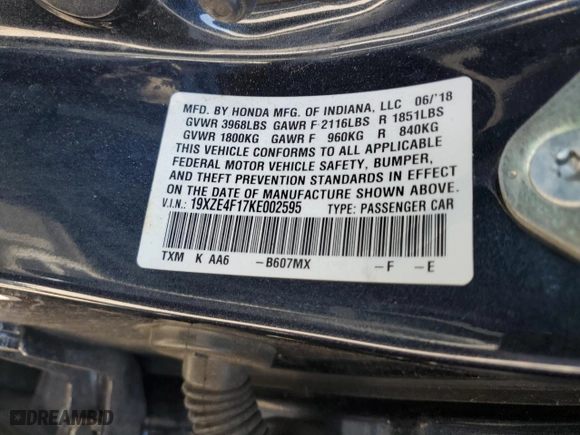 MFD. BY HONDA MFG. OF INDIANA, LLC 06/'18
GVWR 3968LBS GAWR F 2116LBS R 1851LBS
GVWR 1800KG GAWR F 960KG R 840KG
THIS VEHICLE CONFORMS TO ALL APPLICABLE
FEDERAL MOTOR VEHICLE SAFETY, BUMPER,
AND THEFT PREVENTION STANDARDS IN EFFECT
ON THE DATE OF MANUFACTURE SHOWN ABOVE.
V.I.N.: 19XZE4F17KE002595 TYPE: PASSENGER CAR
TXM K AA6 -B607MX -F -E
DREAMBID